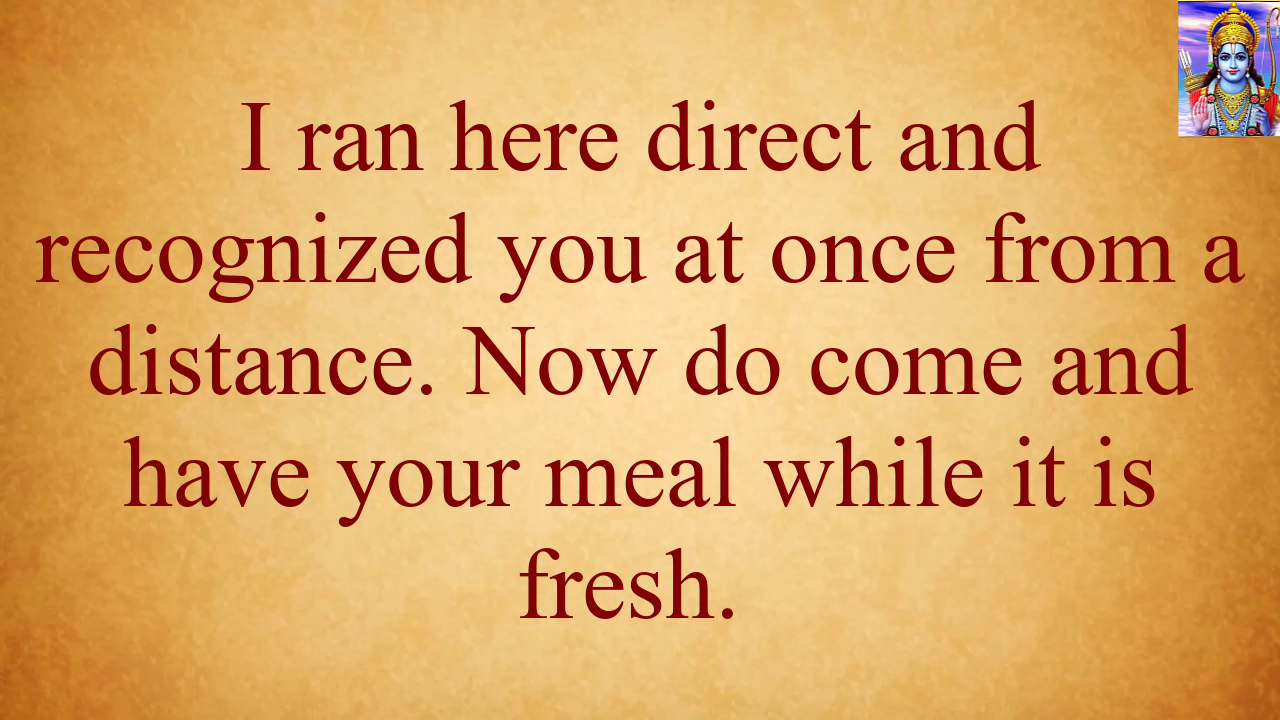 I ran here direct and
recognized you at once from a
distance. Now do come and
have your meal while it is
fresh.